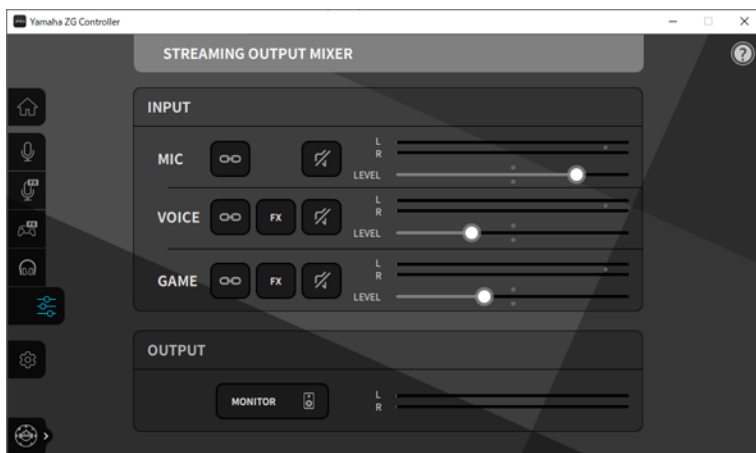 Yamaha ZG Controller
STREAMING OUTPUT MIXER
?
INPUT
L
MIC R
LEVEL
L
VOICE FX R
LEVEL
L
GAME FX R
LEVEL
OUTPUT
L
MONITOR R